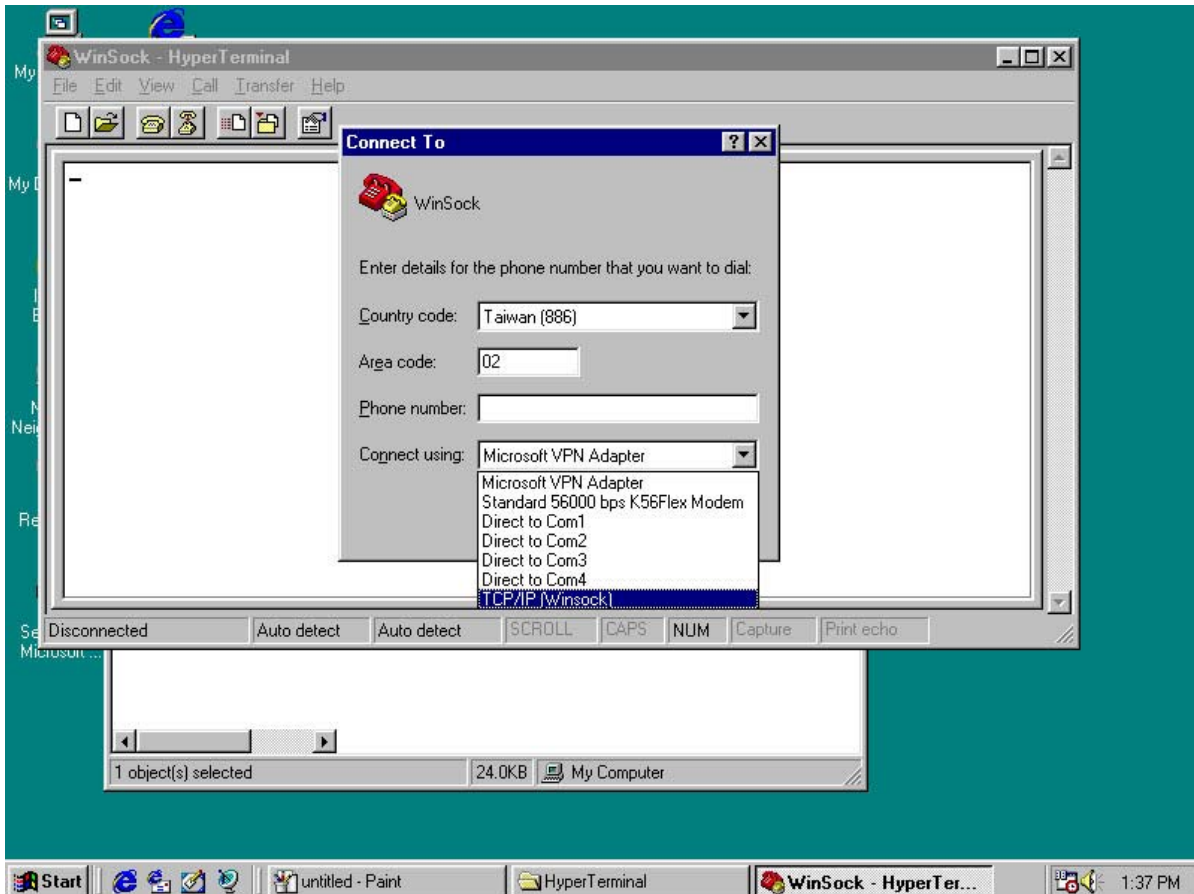 WinSock - HyperTerminal
File Edit View Call Transfer Help
My
My
Connect To
WinSock
Enter details for the phone number that you want to dial:
Country code: Taiwan (886)
Area code: 02
Phone number:
Connect using: Microsoft VPN Adapter
Microsoft VPN Adapter
Standard 56000 bps K56Flex Modem
Direct to Com1
Direct to Com2
Direct to Com3
Direct to Com4
TCP/IP (Winsock)
Disconnected Auto detect Auto detect SCROLL CAPS NUM Capture Print echo
Microsoft ...
1 object(s) selected 24.0KB My Computer
Start untitled - Paint HyperTerminal WinSock - HyperTer... 1:37 PM